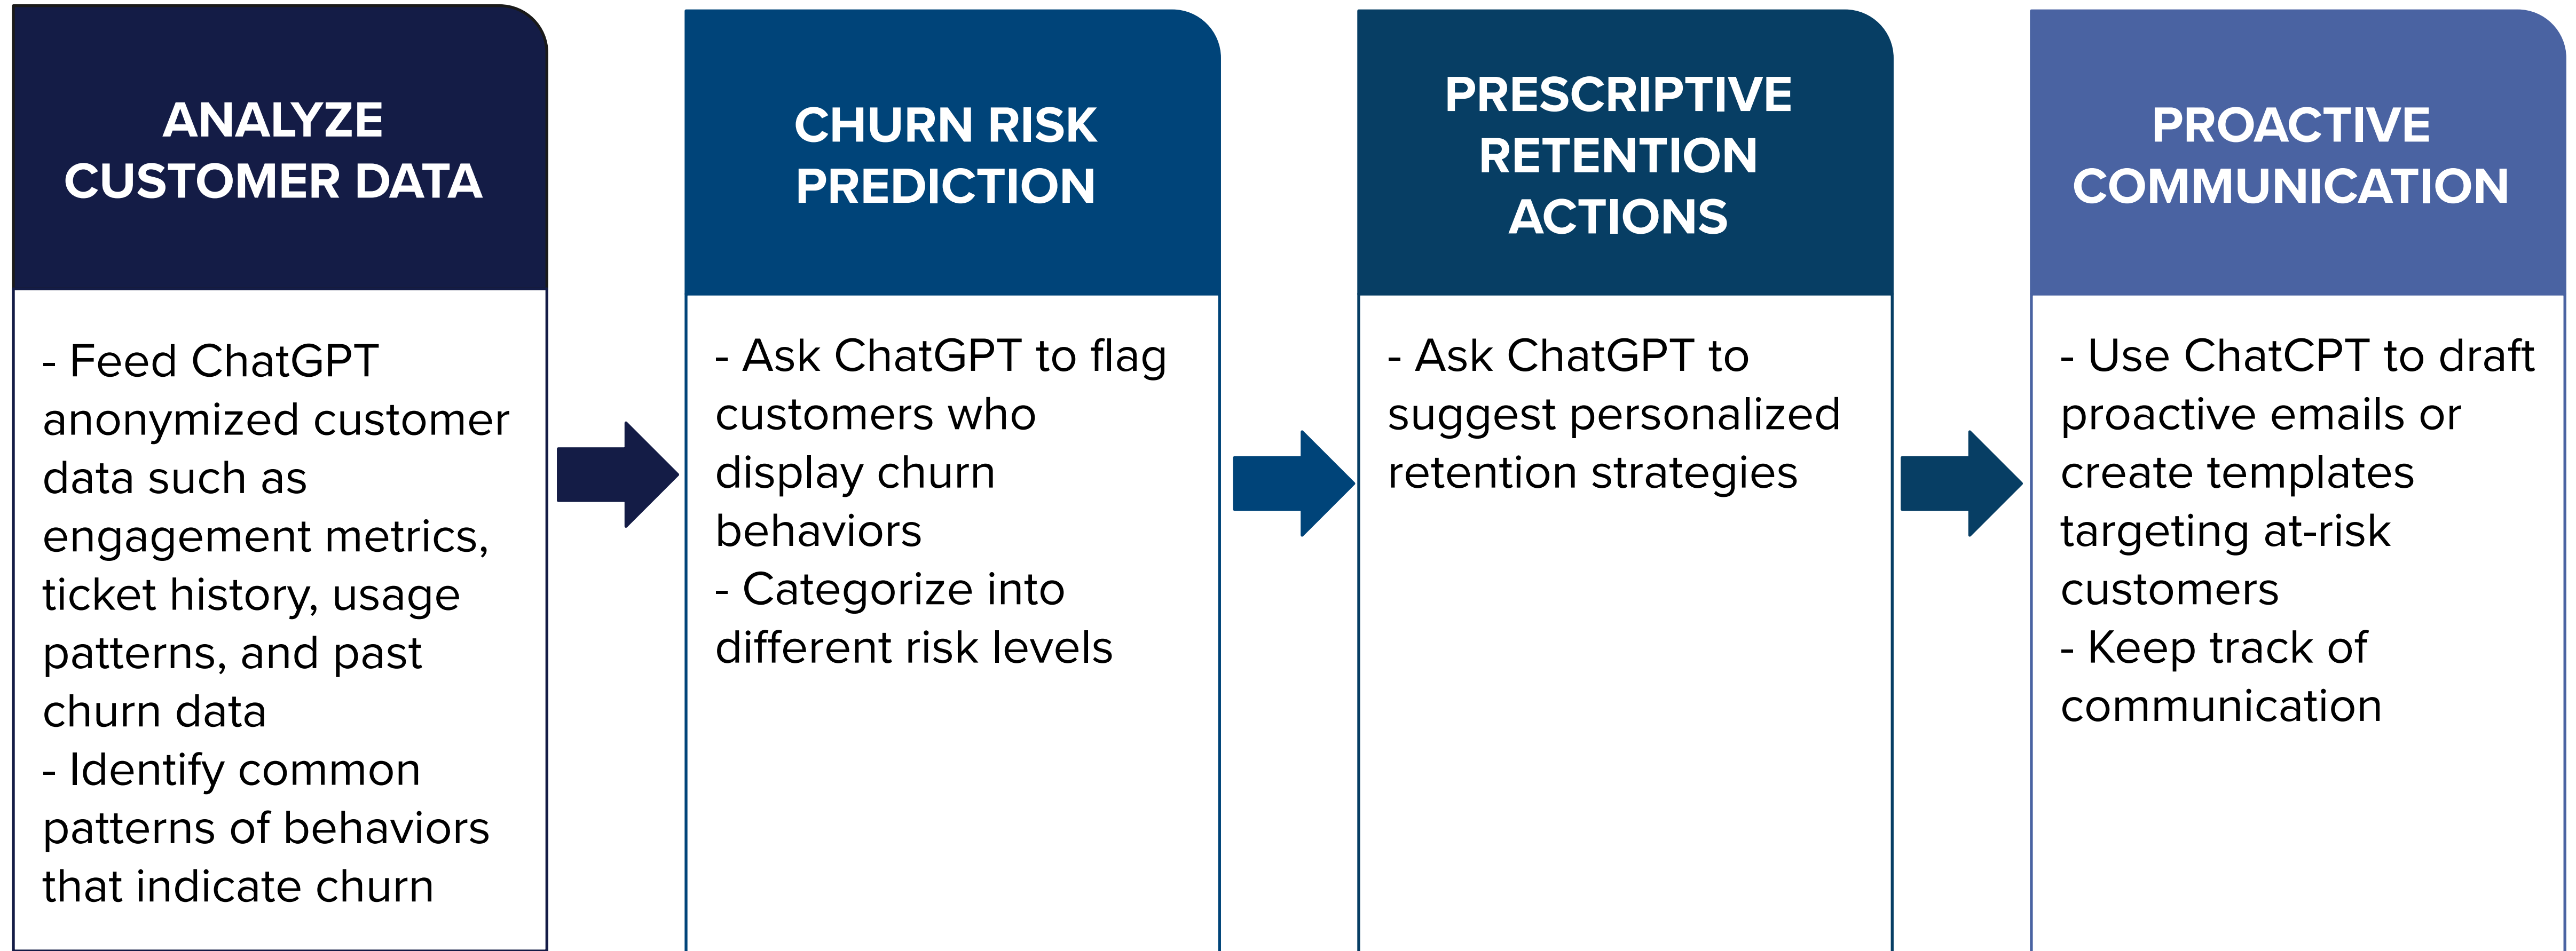 ANALYZE
CUSTOMER DATA
- Feed ChatGPT
anonymized customer
data such as
engagement metrics,
ticket history, usage
patterns, and past
churn data
- Identify common
patterns of behaviors
that indicate churn
CHURN RISK
PREDICTION
- Ask ChatGPT to flag
customers who
display churn
behaviors
- Categorize into
different risk levels
PRESCRIPTIVE
RETENTION
ACTIONS
- Ask ChatGPT to
suggest personalized
retention strategies
PROACTIVE
COMMUNICATION
- Use ChatCPT to draft
proactive emails or
create templates
targeting at-risk
customers
- Keep track of
communication